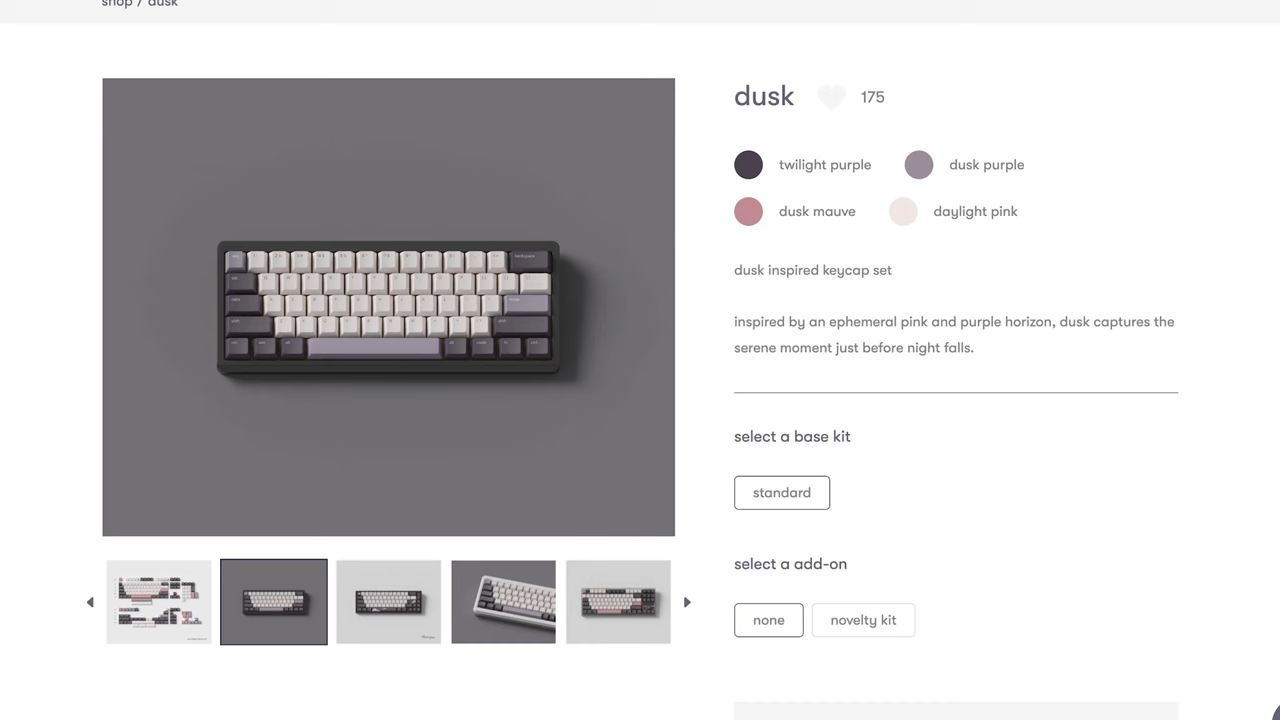 shop / dusk
dusk 175
twilight purple dusk purple
dusk mauve daylight pink
dusk inspired keycap set
inspired by an ephemeral pink and purple horizon, dusk captures the
serene moment just before night falls.
select a base kit
standard
select a add-on
none novelty kit